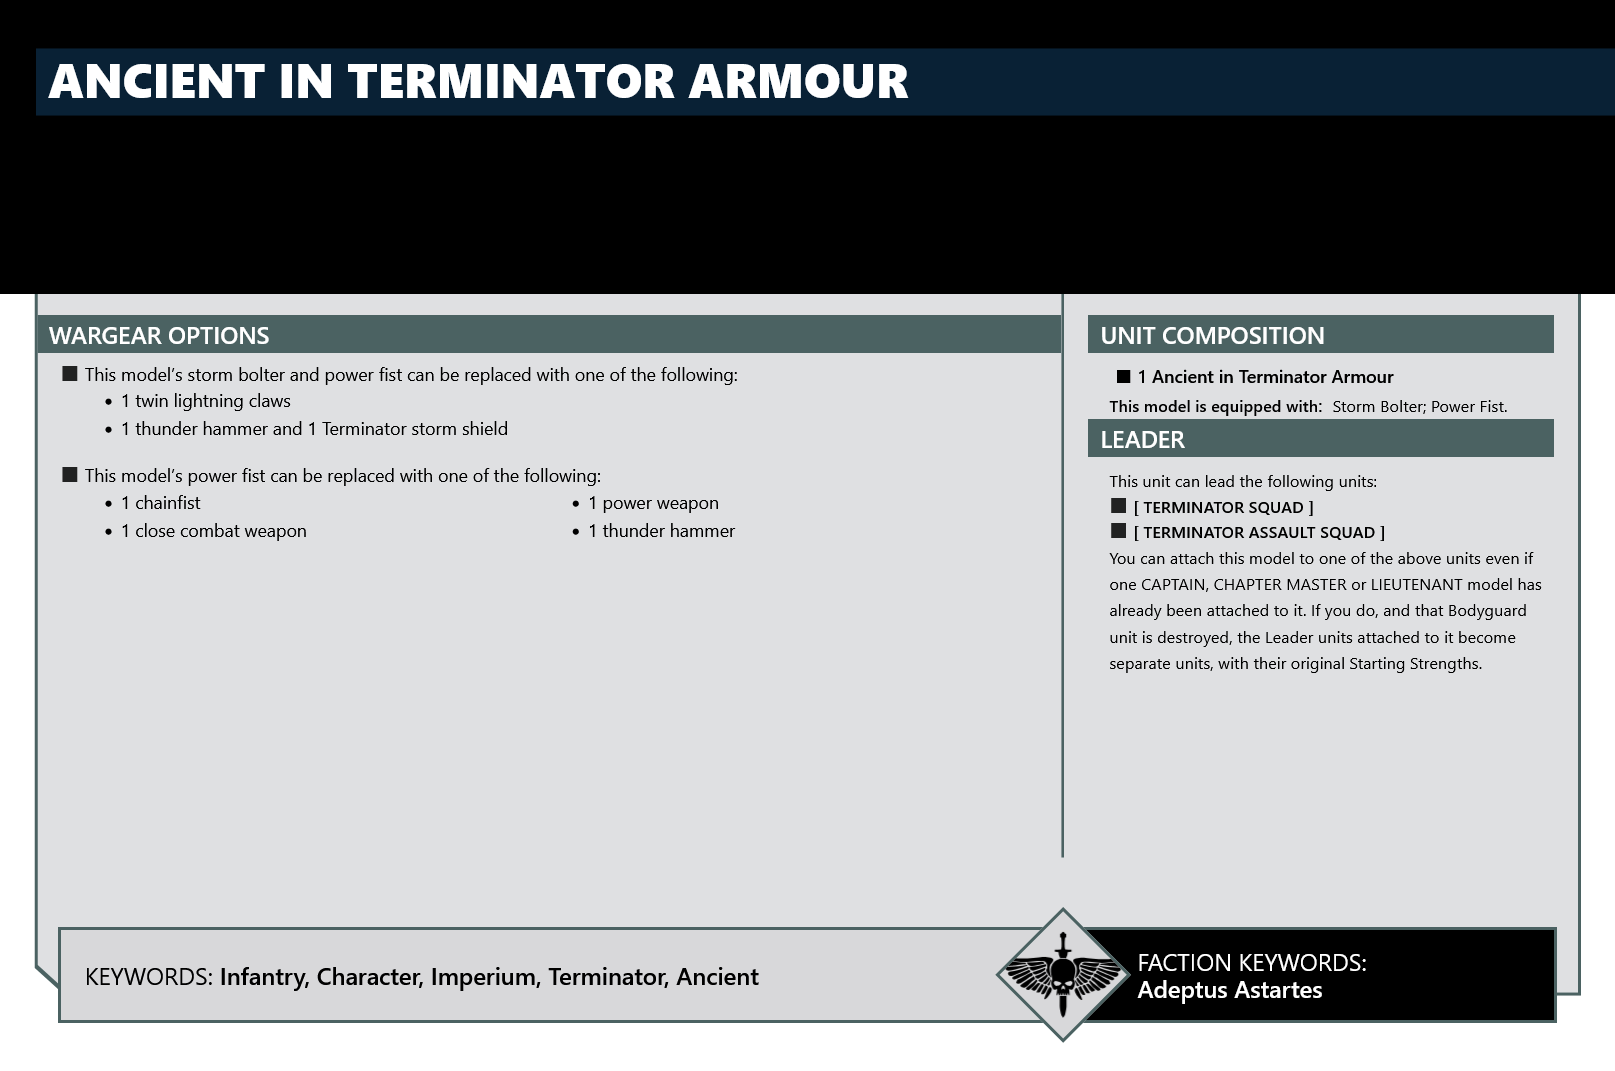 ANCIENT IN TERMINATOR ARMOUR
WARGEAR OPTIONS
This model's storm bolter and power fist can be replaced with one of the following:
• 1 twin lightning claws
• 1 thunder hammer and 1 Terminator storm shield
This model's power fist can be replaced with one of the following:
• 1 chainfist
• 1 close combat weapon
• 1 power weapon
• 1 thunder hammer
UNIT COMPOSITION
■ 1 Ancient in Terminator Armour
This model is equipped with: Storm Bolter; Power Fist.
LEADER
This unit can lead the following units:
■ [ TERMINATOR SQUAD ]
■ [ TERMINATOR ASSAULT SQUAD ]
You can attach this model to one of the above units even if
one CAPTAIN, CHAPTER MASTER or LIEUTENANT model has
already been attached to it. If you do, and that Bodyguard
unit is destroyed, the Leader units attached to it become
separate units, with their original Starting Strengths.
KEYWORDS: Infantry, Character, Imperium, Terminator, Ancient
FACTION KEYWORDS:
Adeptus Astartes